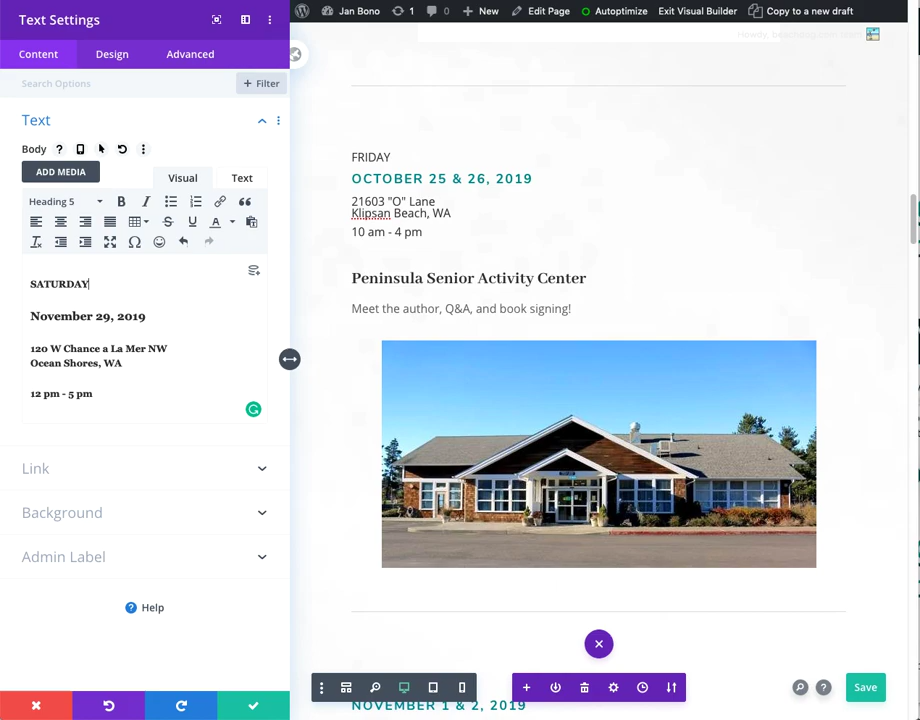 Text Settings
Jan Bono
1
0
New
Edit Page
Autoptimize
Exit Visual Builder
Copy to a new draft
Content
Design
Advanced
Search Options
Filter
Text
Body
ADD MEDIA
Visual
Text
Heading 5
SATURDAY
November 29, 2019
120 W Chance a La Mer NW
Ocean Shores, WA
12 pm - 5 pm
Link
Background
Admin Label
Help
FRIDAY
OCTOBER 25 & 26, 2019
21603 "O" Lane
Klipsan Beach, WA
10 am - 4 pm
Peninsula Senior Activity Center
Meet the author, Q&A, and book signing!
NOVEMBER 1 & 2, 2019
Save